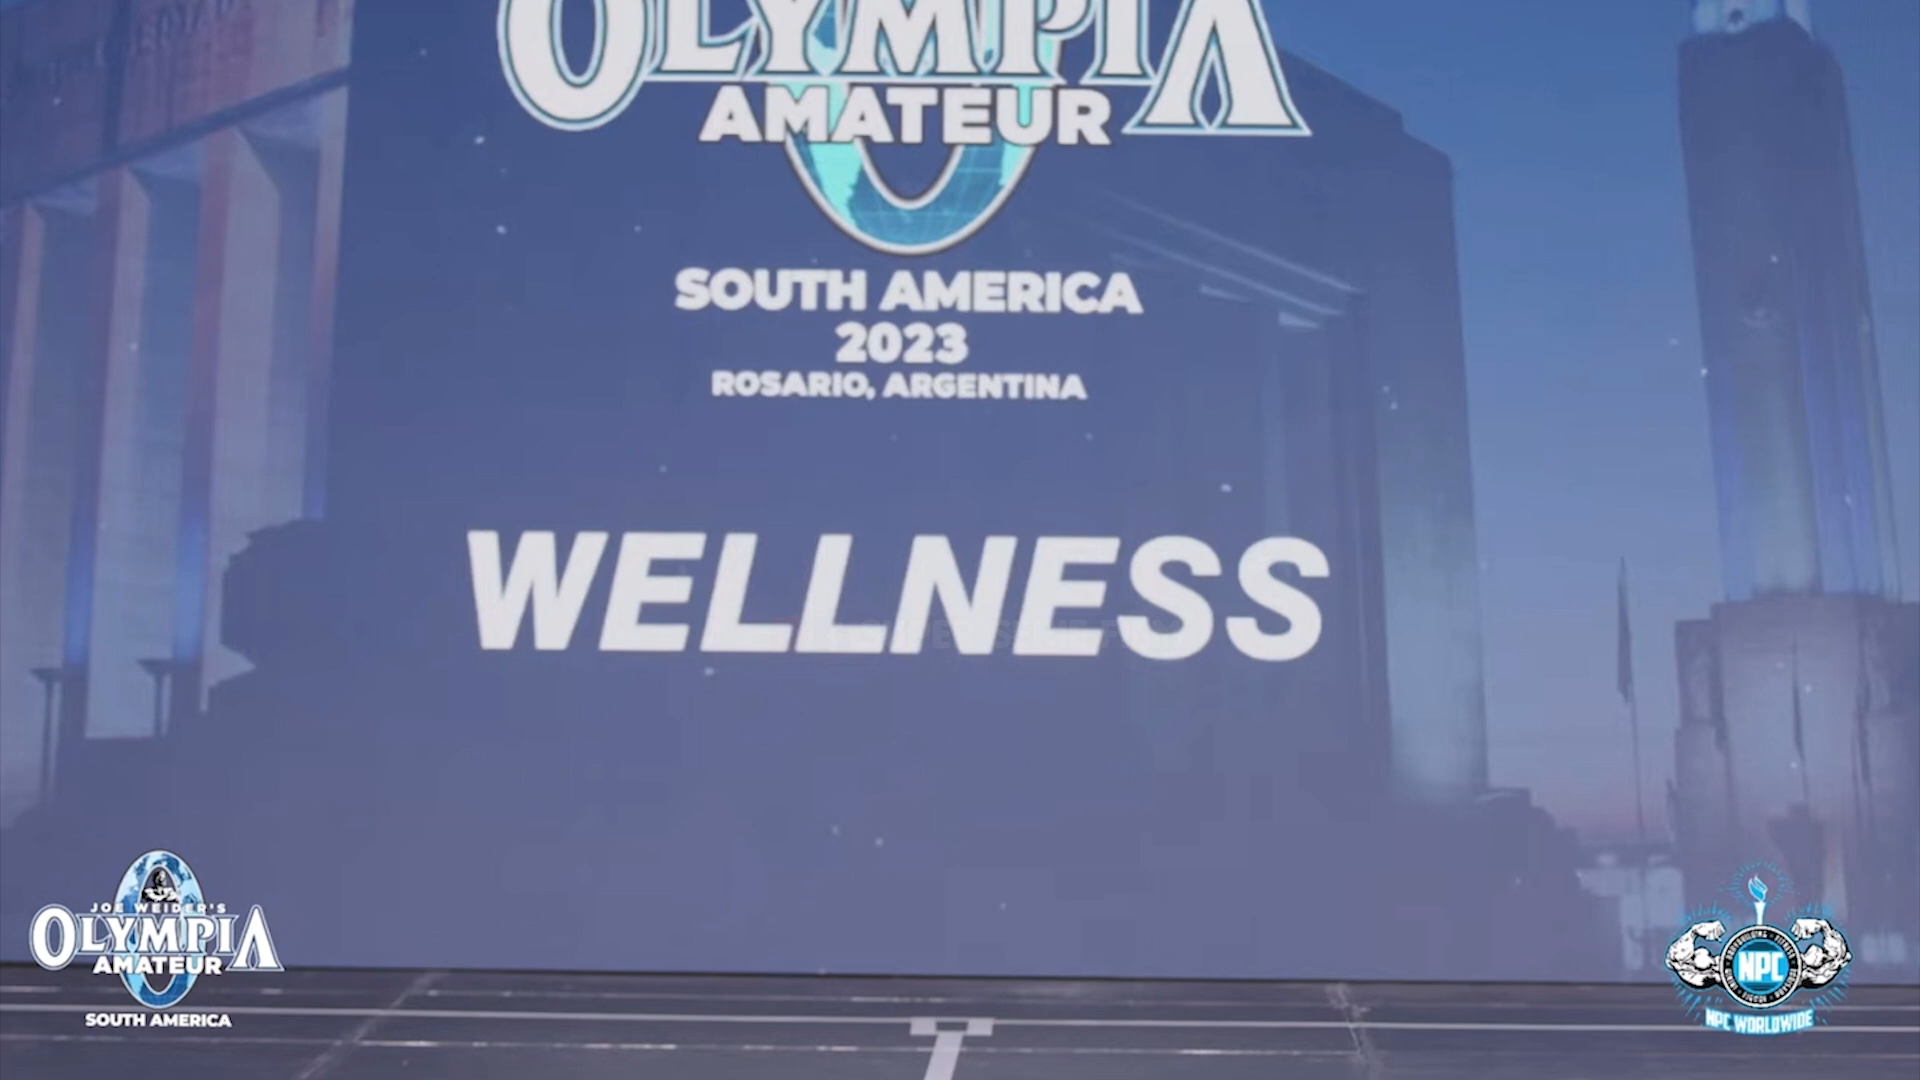 OLYMPIA
AMATEUR
SOUTH AMERICA
2023
ROSARIO, ARGENTINA
WELLNESS
JOE WEIDER'S
OLYMPIA
AMATEUR
SOUTH AMERICA
NPC
NPC WORLDWIDE